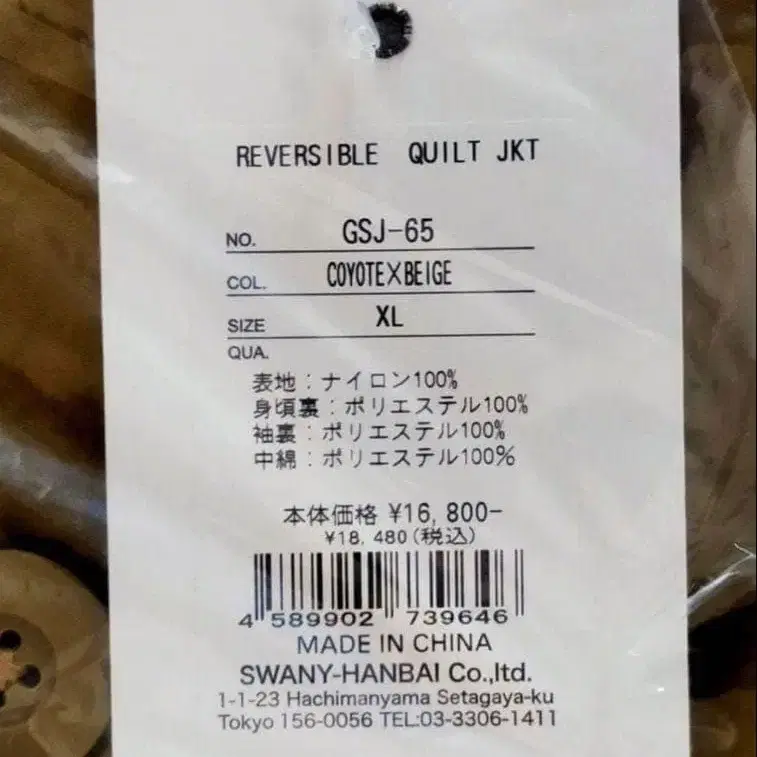 REVERSIBLE QUILT JKT
NO. GSJ-65
COL. COYOTE×BEIGE
SIZE XL
QUA.
表地:ナイロン100%
身頃裏:ポリエステル100%
袖裏:ポリエステル100%
中綿:ポリエステル100%
本体価格 ¥16,800-
¥18,480(税込)
4 589902 739646
MADE IN CHINA
SWANY-HANBAI Co.,ltd.
1-1-23 Hachimanyama Setagaya-ku
Tokyo 156-0056 TEL:03-3306-1411